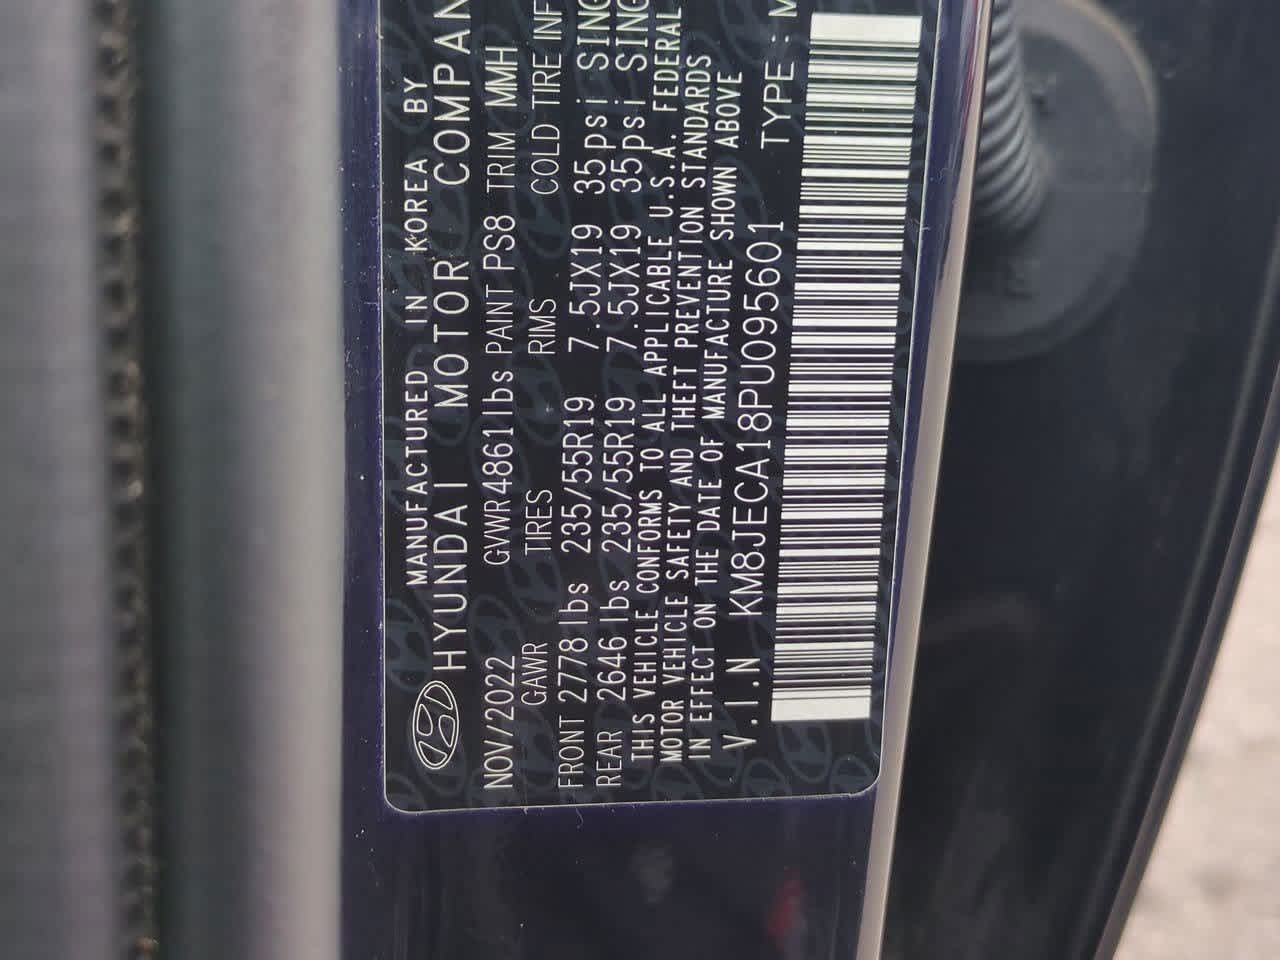 MANUFACTURED IN KOREA BY
HYUNDAI MOTOR COMPAN
NOV/2022 GVWR 4861lbs PAINT PS8 TRIM MMH
GAWR TIRES RIMS COLD TIRE INF
FRONT 2778 lbs 235/55R19 7.5JX19 35psi SING
REAR 2646 lbs 235/55R19 7.5JX19 35psi SING
THIS VEHICLE CONFORMS TO ALL APPLICABLE U.S.A. FEDERAL
MOTOR VEHICLE SAFETY AND THEFT PREVENTION STANDARDS
IN EFFECT ON THE DATE OF MANUFACTURE SHOWN ABOVE
V.I.N KM8JECA18PU095601 TYPE: M